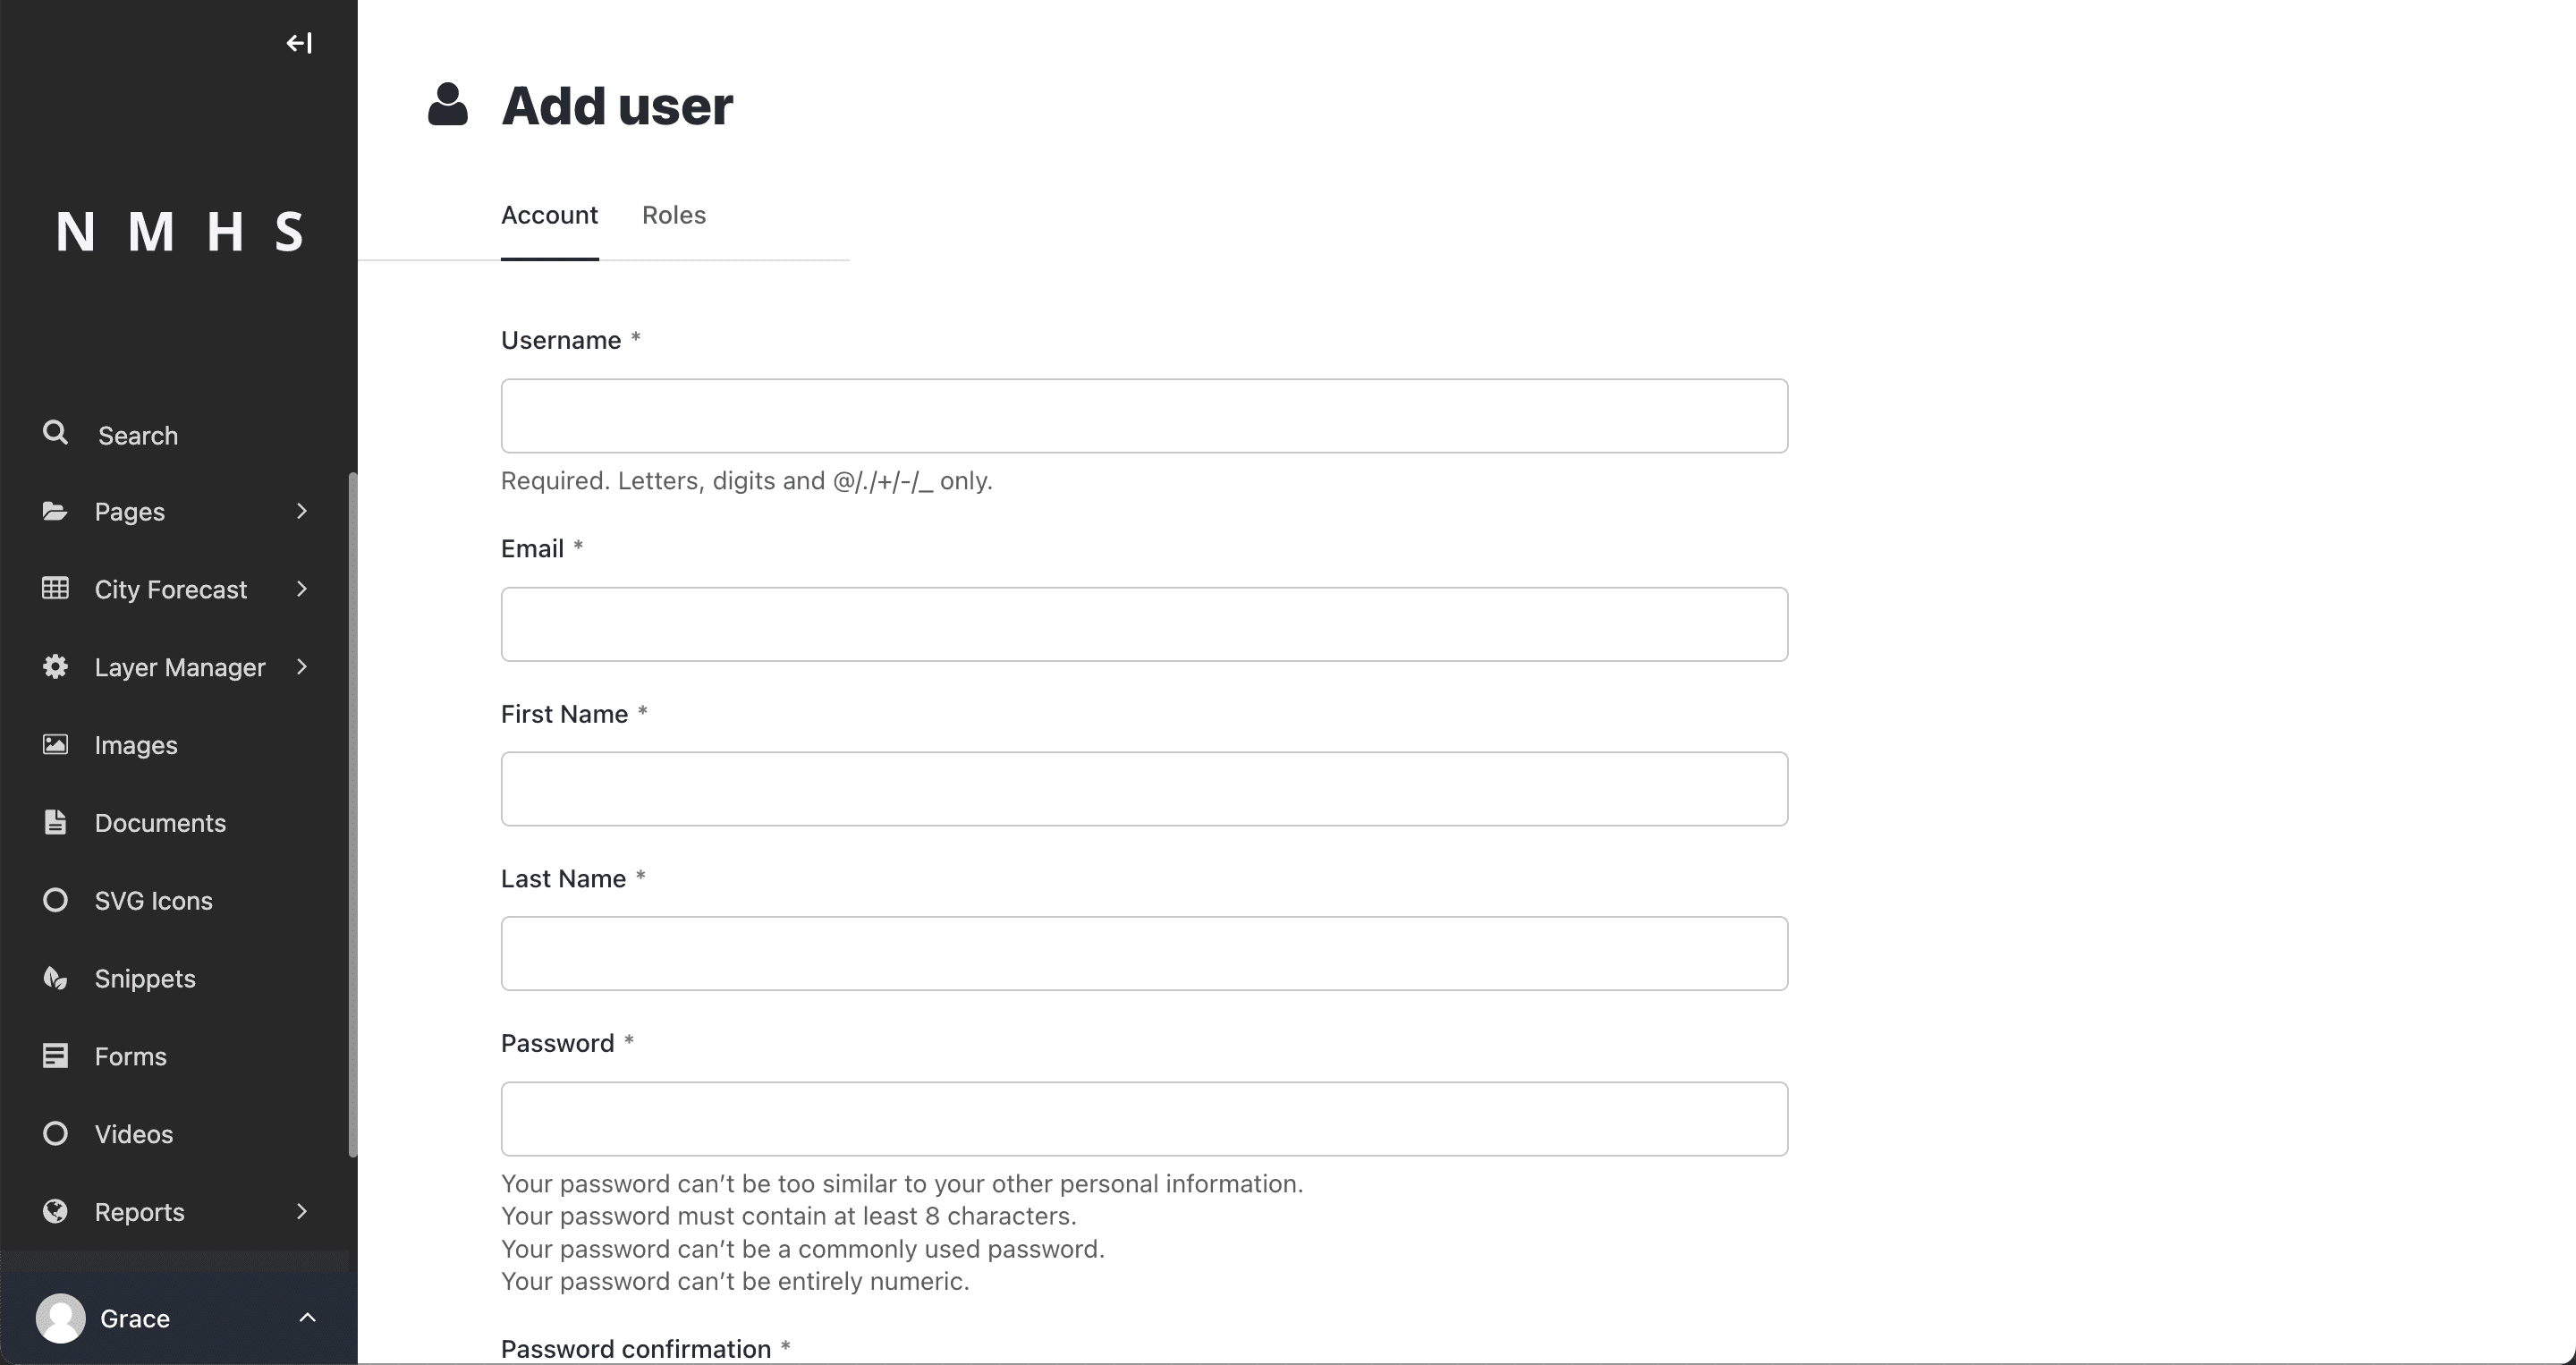 N M H S
Search
Pages
City Forecast
Layer Manager
Images
Documents
SVG Icons
Snippets
Forms
Videos
Reports
Grace
Add user
Account
Roles
Username *
Required. Letters, digits and @/./+/-/_ only.
Email *
First Name *
Last Name *
Password *
Your password can’t be too similar to your other personal information.
Your password must contain at least 8 characters.
Your password can’t be a commonly used password.
Your password can’t be entirely numeric.
Password confirmation *